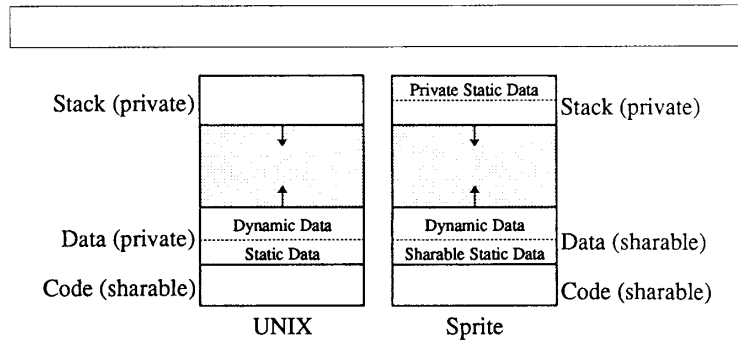 Private Static Data
Stack (private)
Stack (private)
Dynamic Data
Dynamic Data
Data (private)
Data (sharable)
Static Data
Sharable Static Data
Code (sharable)
Code (sharable)
UNIX
Sprite